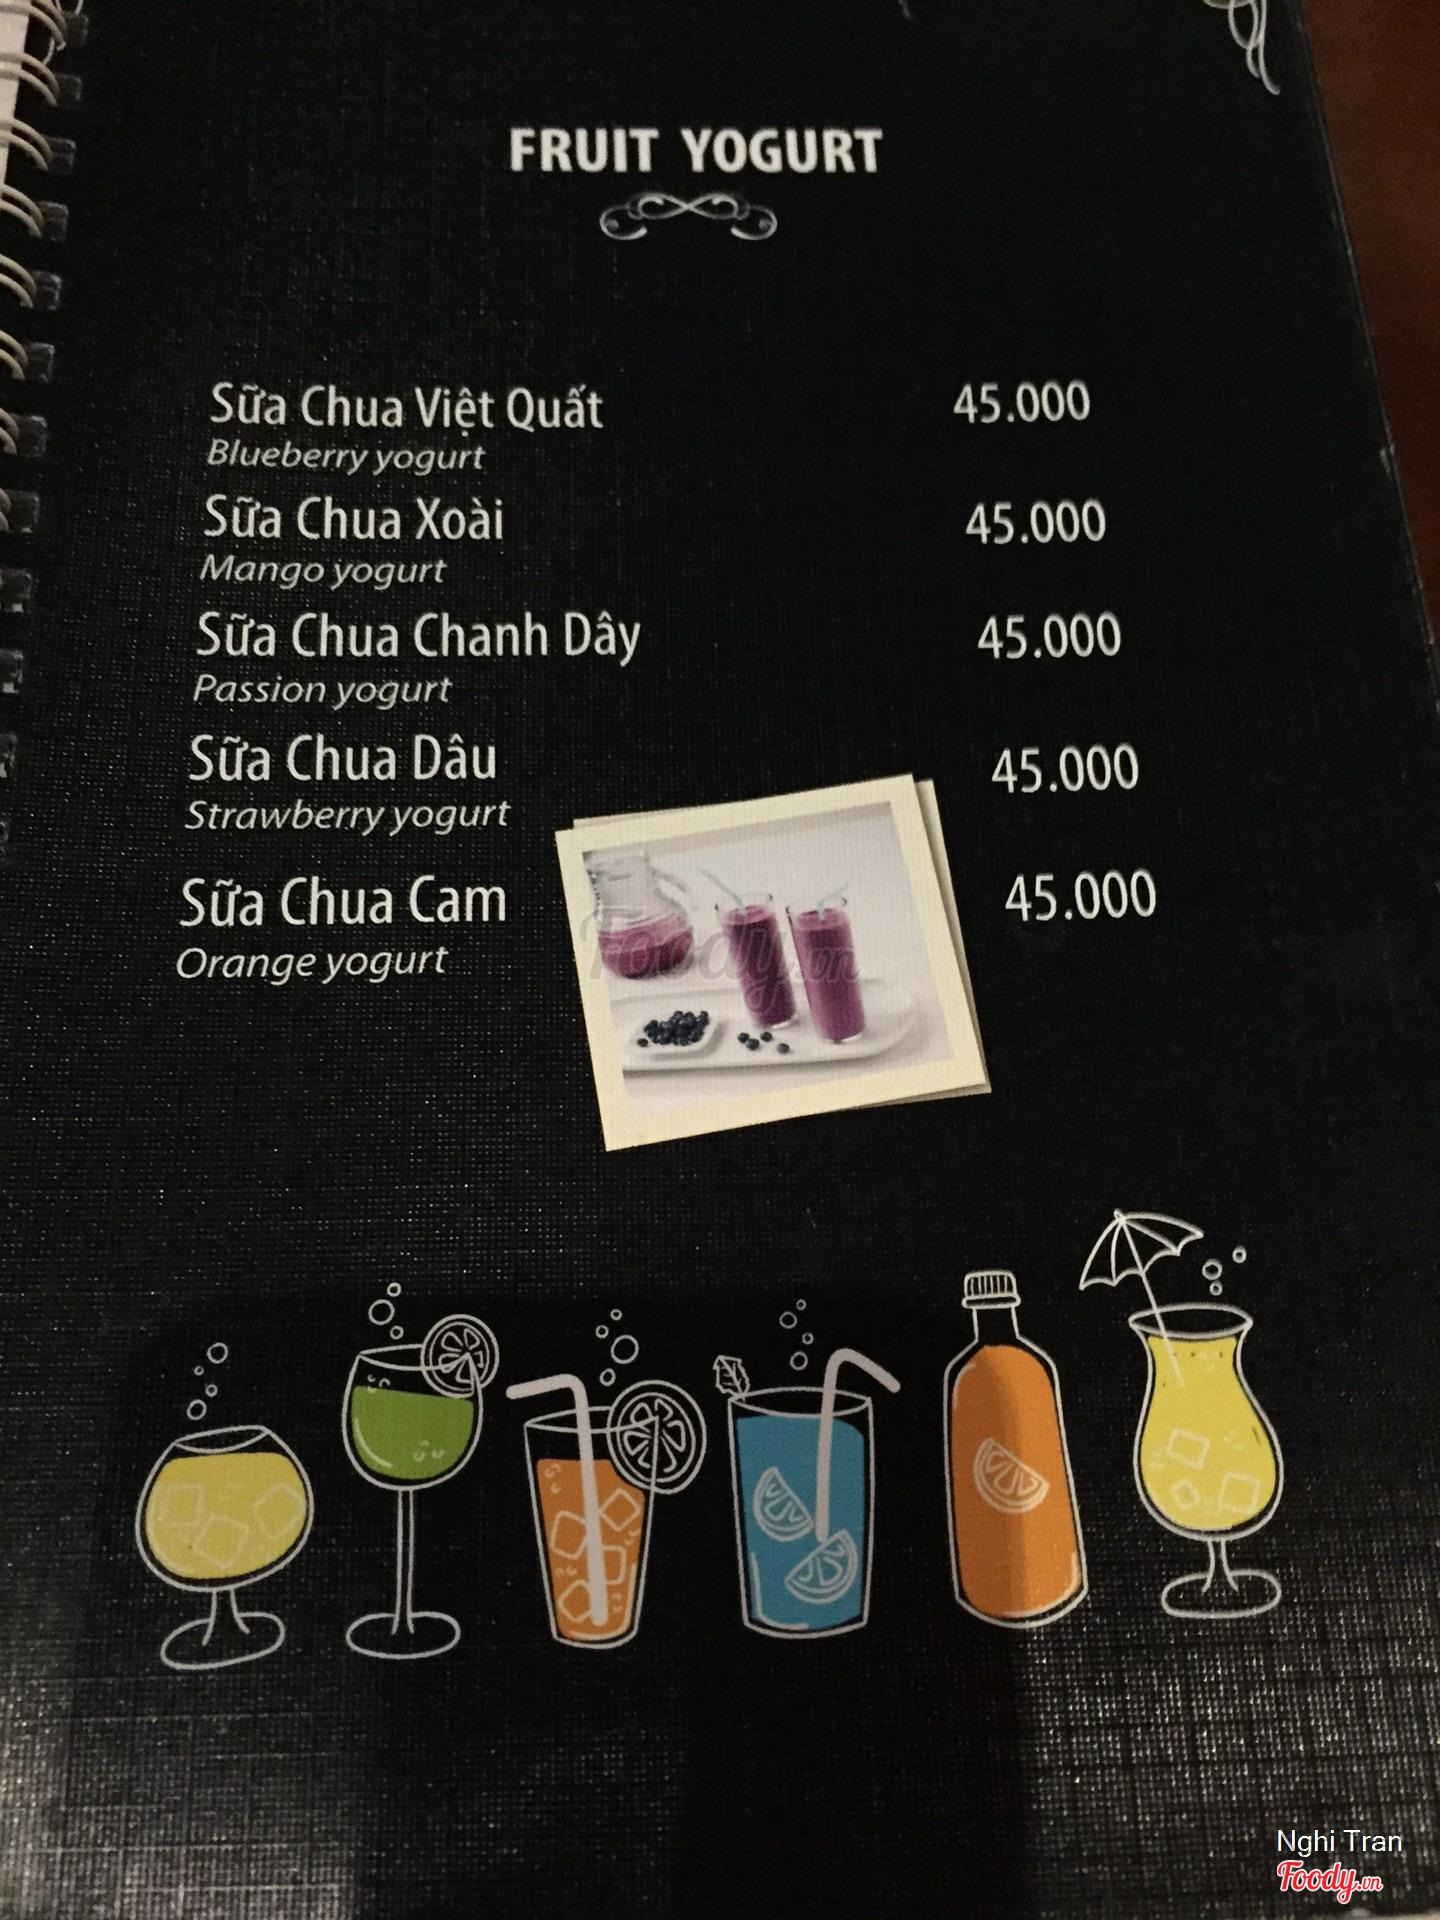 FRUIT YOGURT
Sữa Chua Việt Quất 45.000
Blueberry yogurt
Sữa Chua Xoài 45.000
Mango yogurt
Sữa Chua Chanh Dây 45.000
Passion yogurt
Sữa Chua Dâu 45.000
Strawberry yogurt
Sữa Chua Cam 45.000
Orange yogurt
Foody.vn
Nghi Tran
Foody.vn